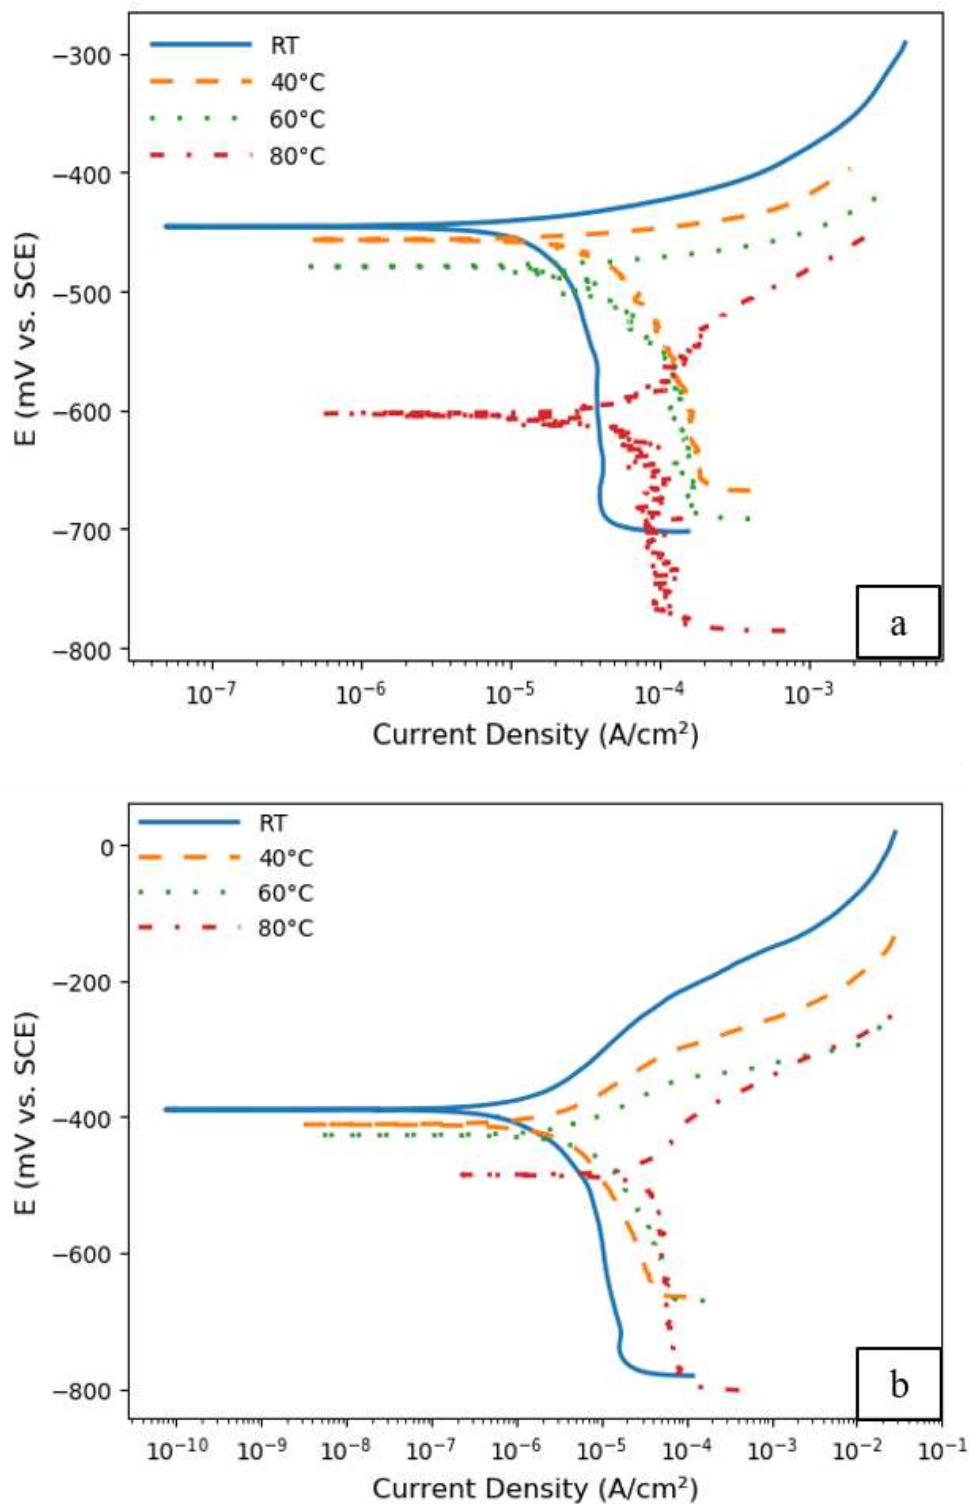 RT
40°C
60°C
80°C
−300
−400
−500
−600
−700
−800
E (mV vs. SCE)
a
10⁻⁷ 10⁻⁶ 10⁻⁵ 10⁻⁴ 10⁻³
Current Density (A/cm²)
RT
40°C
60°C
80°C
0
−200
−400
−600
−800
E (mV vs. SCE)
b
10⁻¹⁰ 10⁻⁹ 10⁻⁸ 10⁻⁷ 10⁻⁶ 10⁻⁵ 10⁻⁴ 10⁻³ 10⁻² 10⁻¹
Current Density (A/cm²)